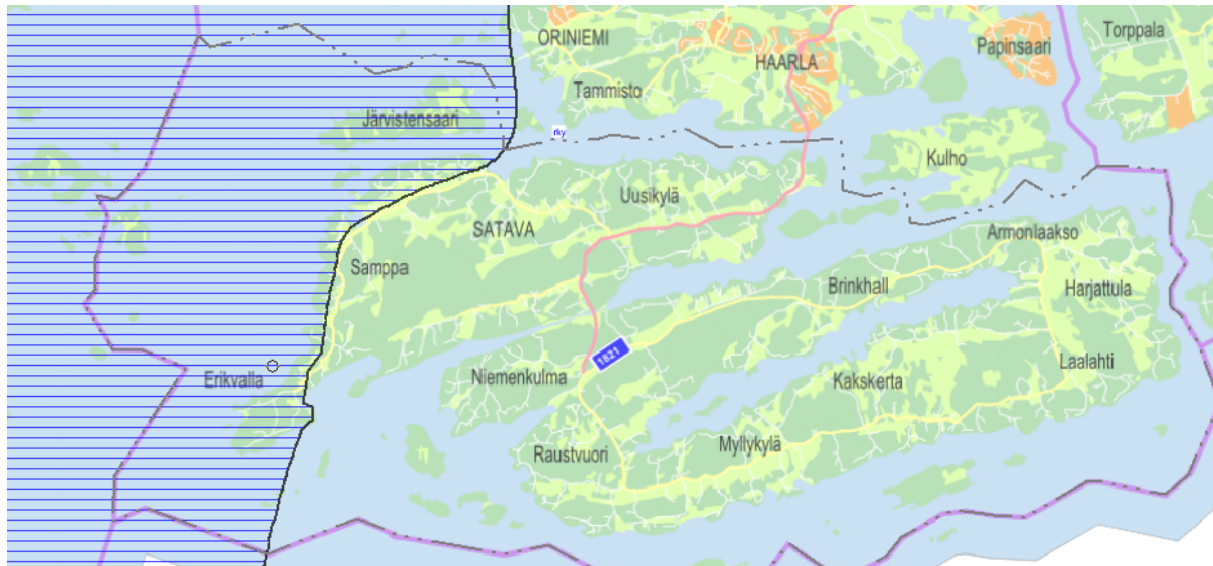 ORINIEMI
Papinsaari
Torppala
HAARLA
Tammisto
Järvistensaari
rky
Kulho
Uusikylä
SATAVA
Armonlaakso
Samppa
Brinkhall
Harjattula
1821
Laalahti
Erikvalla
Niemenkulma
Kakskerta
Myllykylä
Raustvuori